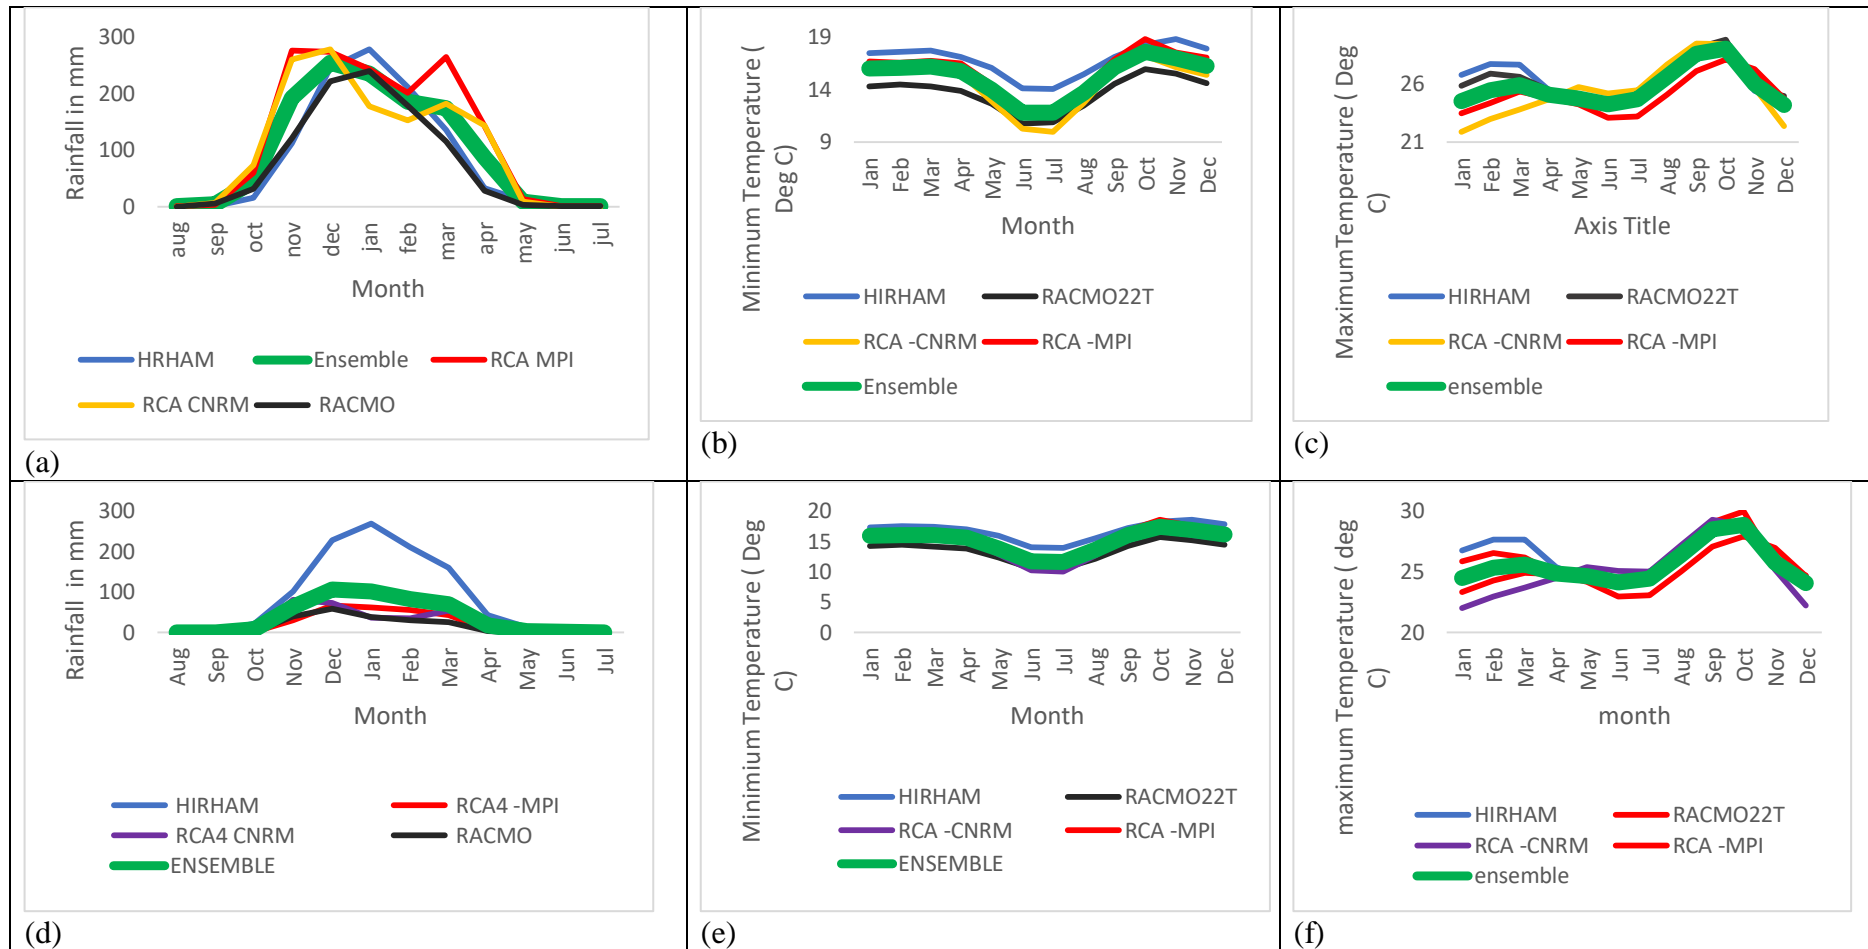 Rainfall in mm
300
200
100
0
aug
sep
oct
nov
dec
jan
feb
mar
apr
may
jun
jul
Month
HRHAM
Ensemble
RCA MPI
RCA CNRM
RACMO
(a)
Minimum Temperature (
Deg C)
19
14
9
Jan
Feb
Mar
Apr
May
Jun
Jul
Aug
Sep
Oct
Nov
Dec
Month
HIRHAM
RACMO22T
RCA -CNRM
RCA -MPI
Ensemble
(b)
MaximumTemperature ( Deg
C)
26
21
Jan
Feb
Mar
Apr
May
Jun
Jul
Aug
Sep
Oct
Nov
Dec
Axis Title
HIRHAM
RACMO22T
RCA -CNRM
RCA -MPI
ensemble
(c)
Rainfall in mm
300
200
100
0
Aug
Sep
Oct
Nov
Dec
Jan
Feb
Mar
Apr
May
Jun
Jul
Month
HIRHAM
RCA4 -MPI
RCA4 CNRM
RACMO
ENSEMBLE
(d)
Minimium Temperature ( Deg
C)
20
15
10
5
0
Jan
Feb
Mar
Apr
May
Jun
Jul
Aug
Sep
Oct
Nov
Dec
Month
HIRHAM
RACMO22T
RCA -CNRM
RCA -MPI
ENSEMBLE
(e)
maximum Temperature ( deg
C)
30
25
20
Jan
Feb
Mar
Apr
May
Jun
Jul
Aug
Sep
Oct
Nov
Dec
month
HIRHAM
RACMO22T
RCA -CNRM
RCA -MPI
ensemble
(f)